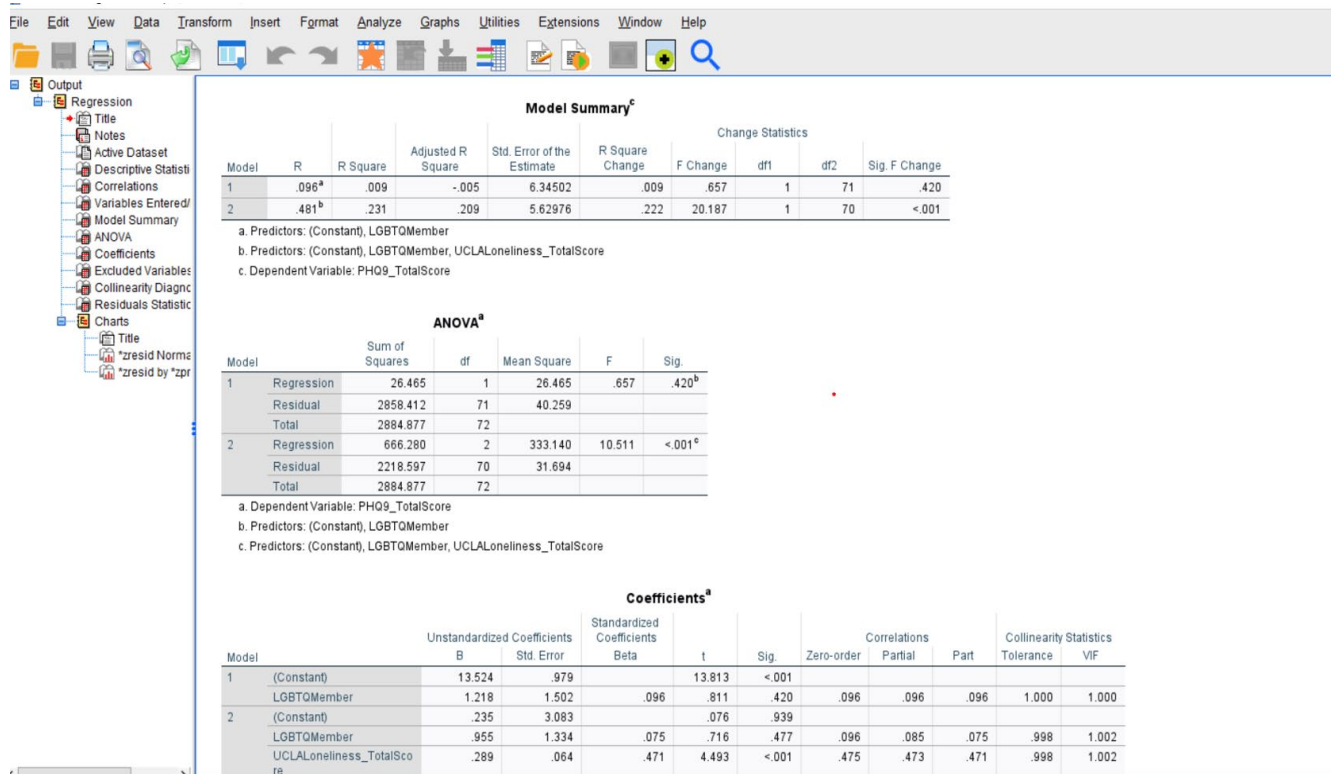 File Edit View Data Transform Insert Format Analyze Graphs Utilities Extensions Window Help
Output
Regression
Title
Notes
Active Dataset
Descriptive Statisti
Correlations
Variables Entered/
Model Summary
ANOVA
Coefficients
Excluded Variables
Collinearity Diagno
Residuals Statistic
Charts
Title
*zresid Norma
*zresid by *zpr
Model Summaryc
Change Statistics
Model R R Square Adjusted R Square Std. Error of the Estimate R Square Change F Change df1 df2 Sig. F Change
1 .096a .009 -.005 6.34502 .009 .657 1 71 .420
2 .481b .231 .209 5.62976 .222 20.187 1 70 <.001
a. Predictors: (Constant), LGBTQMember
b. Predictors: (Constant), LGBTQMember, UCLALoneliness_TotalScore
c. Dependent Variable: PHQ9_TotalScore
ANOVAa
Model Sum of Squares df Mean Square F Sig.
1 Regression 26.465 1 26.465 .657 .420b
Residual 2858.412 71 40.259
Total 2884.877 72
2 Regression 666.280 2 333.140 10.511 <.001c
Residual 2218.597 70 31.694
Total 2884.877 72
a. Dependent Variable: PHQ9_TotalScore
b. Predictors: (Constant), LGBTQMember
c. Predictors: (Constant), LGBTQMember, UCLALoneliness_TotalScore
Coefficientsa
Unstandardized Coefficients Standardized Coefficients Correlations Collinearity Statistics
Model B Std. Error Beta t Sig. Zero-order Partial Part Tolerance VIF
1 (Constant) 13.524 .979 13.813 <.001
LGBTQMember 1.218 1.502 .096 .811 .420 .096 .096 .096 1.000 1.000
2 (Constant) .235 3.083 .076 .939
LGBTQMember .955 1.334 .075 .716 .477 .096 .085 .075 .998 1.002
UCLALoneliness_TotalSco
re .289 .064 .471 4.493 <.001 .475 .473 .471 .998 1.002